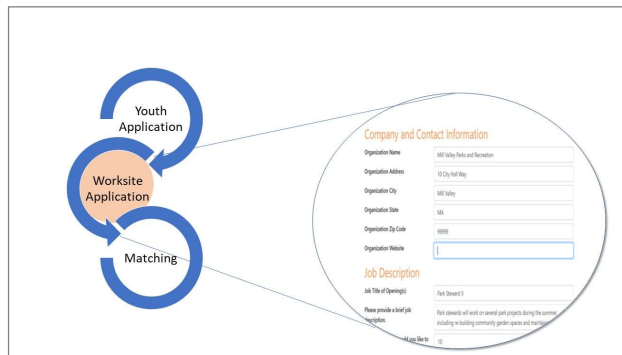 Youth
Application
Worksite
Application
Matching
Company and Contact Information
Organization Name
Mill Valley Parks and Recreation
Organization Address
10 City Hall Way
Organization City
Mill Valley
Organization State
MA
Organization Zip Code
99999
Organization Website
Job Description
Job Title of Opening(s)
Park Steward II
Please provide a brief job
description.
Park stewards will work on several park projects during the summer
including re-building community garden spaces and
you like to
10